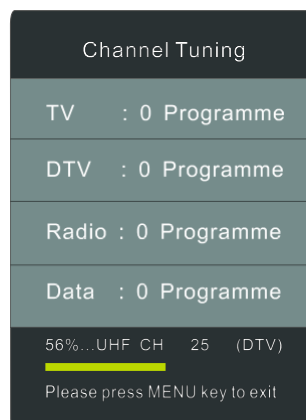 Channel Tuning
TV : 0 Programme
DTV : 0 Programme
Radio : 0 Programme
Data : 0 Programme
56%...UHF CH 25 (DTV)
Please press MENU key to exit